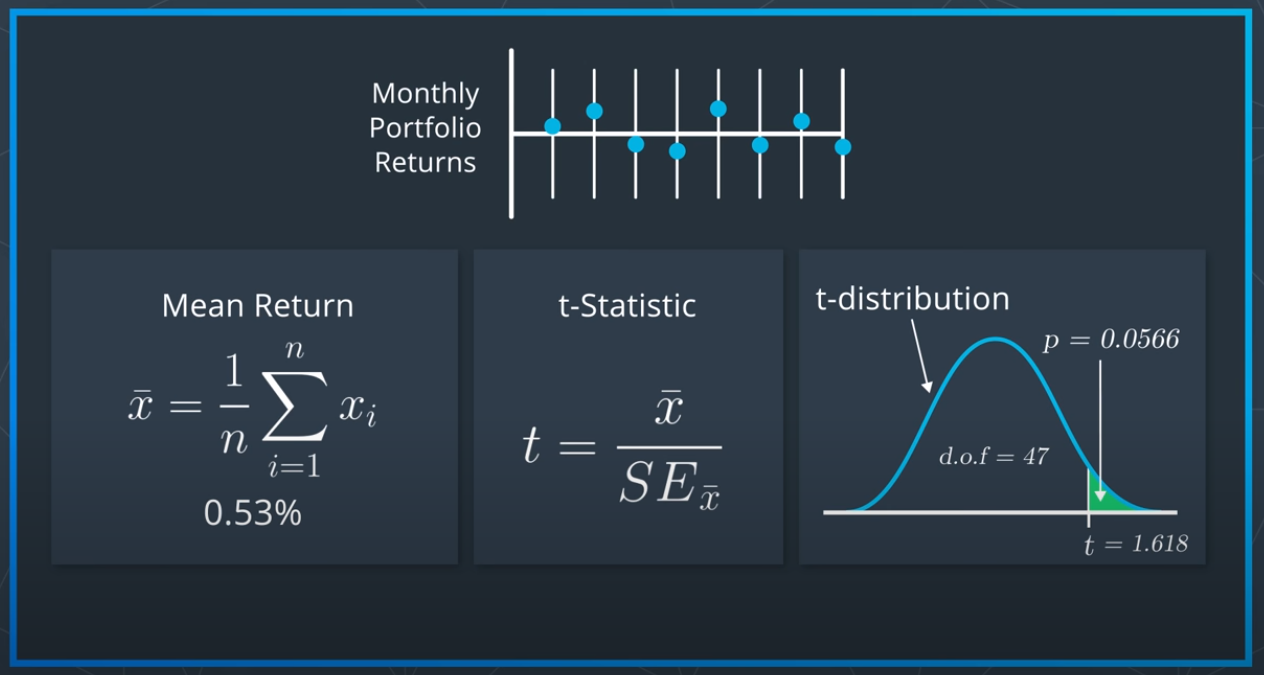 Monthly
Portfolio
Returns
Mean Return
x̄ = 1/n ∑_{i=1}^{n} x_i
0.53%
t-Statistic
t = x̄ / SE_x̄
t-distribution
p = 0.0566
d.o.f = 47
t = 1.618